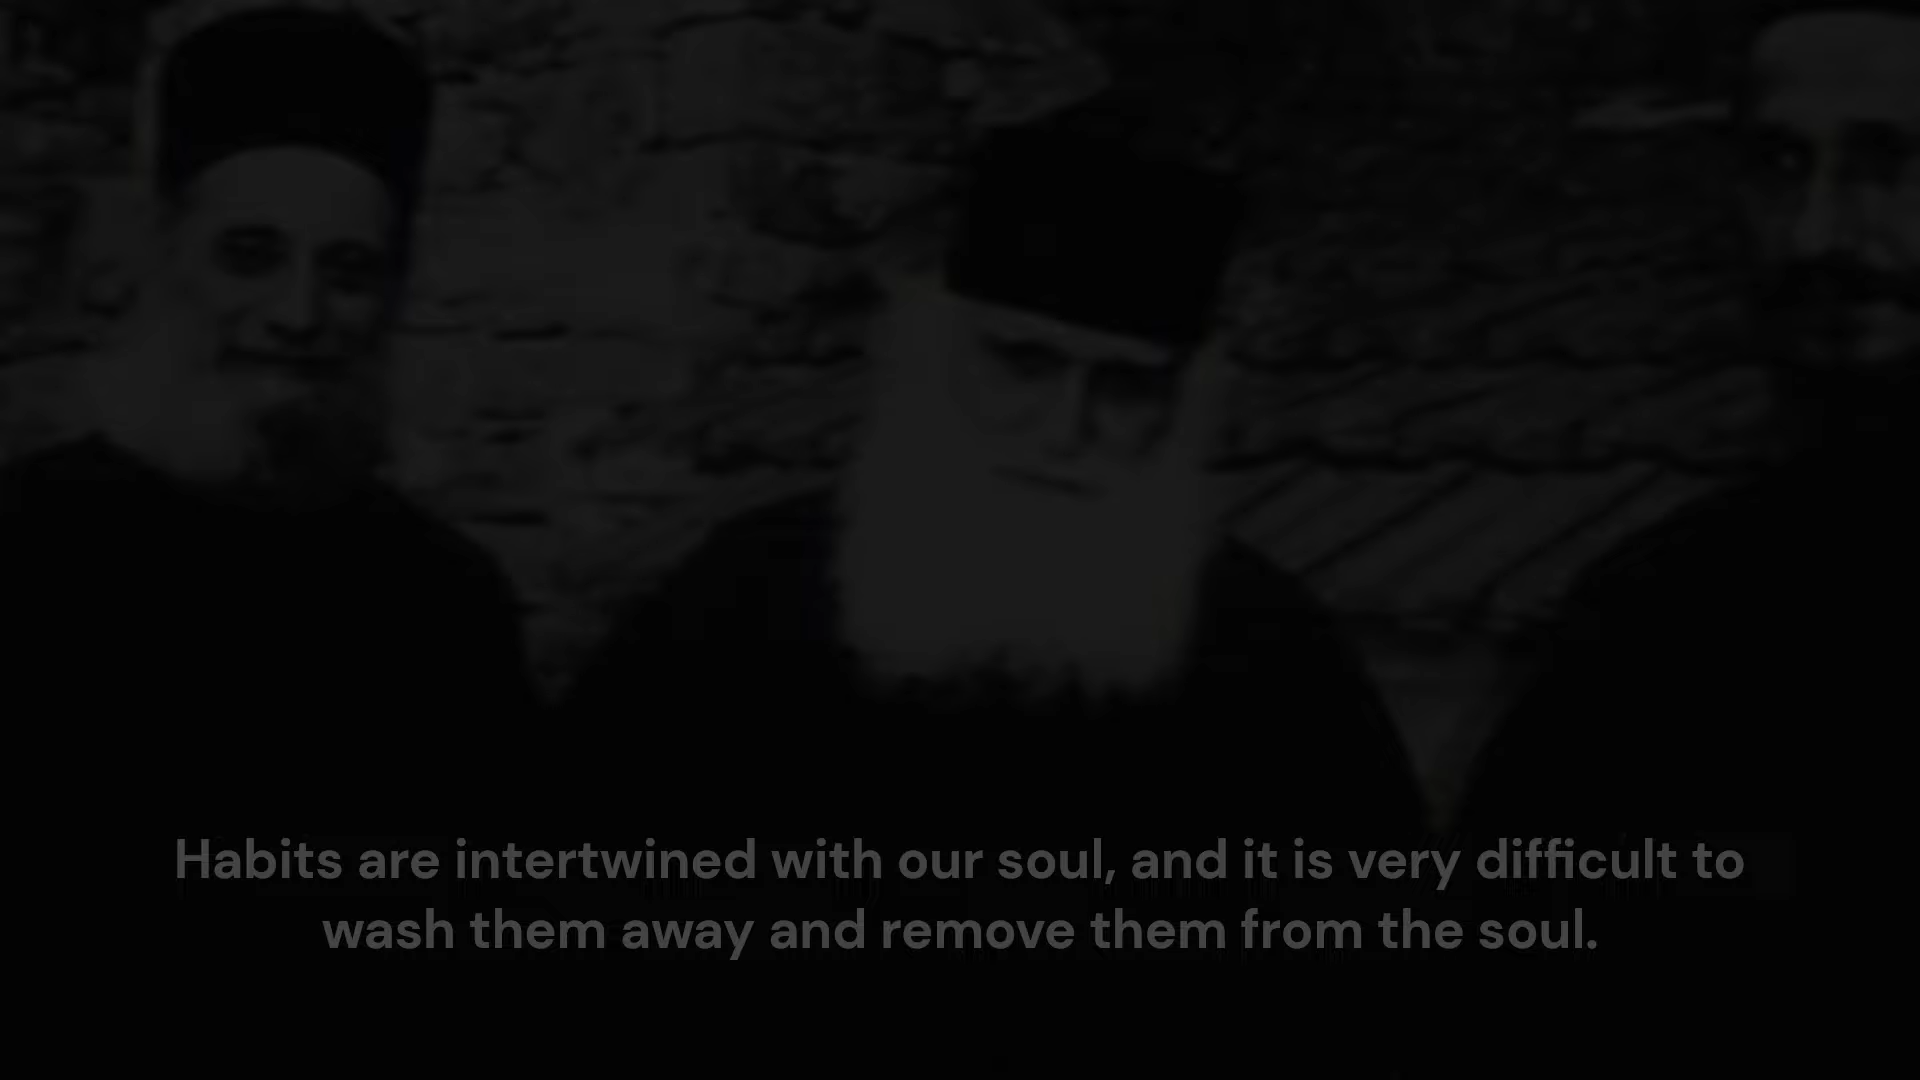 Habits are intertwined with our soul, and it is very difficult to
wash them away and remove them from the soul.